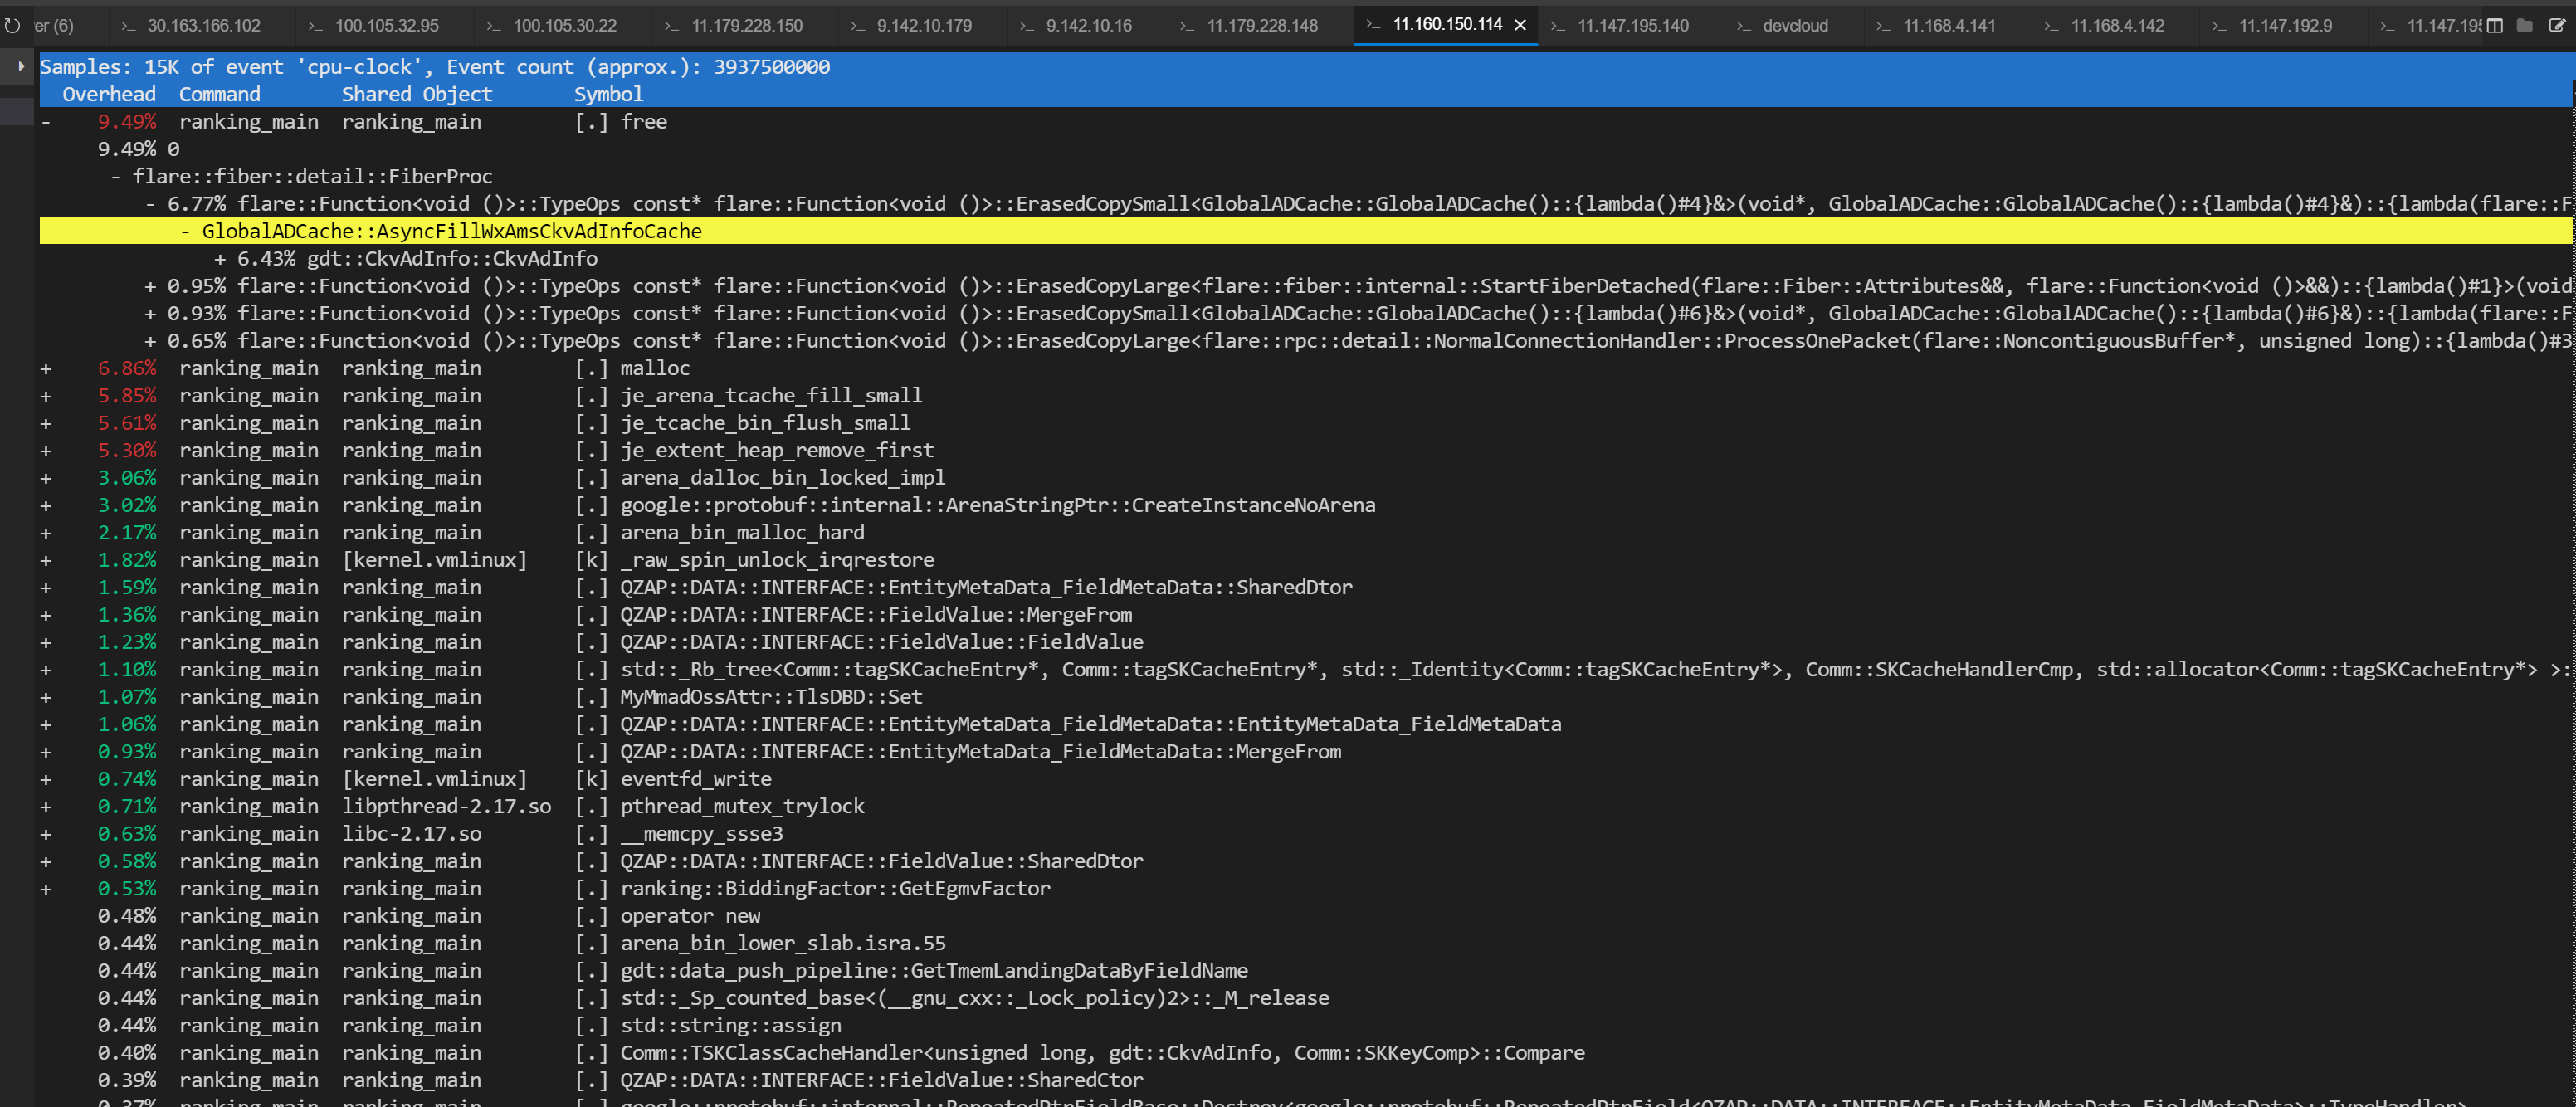 er (6) >_ 30.163.166.102 >_ 100.105.32.95 >_ 100.105.30.22 >_ 11.179.228.150 >_ 9.142.10.179 >_ 9.142.10.16 >_ 11.179.228.148 >_ 11.160.150.114 × >_ 11.147.195.140 >_ devcloud >_ 11.168.4.141 >_ 11.168.4.142 >_ 11.147.192.9 >_ 11.147.195
Samples: 15K of event 'cpu-clock', Event count (approx.): 3937500000
Overhead Command Shared Object Symbol
- 9.49% ranking_main ranking_main [.] free
9.49% 0
- flare::fiber::detail::FiberProc
- 6.77% flare::Function<void ()>::TypeOps const* flare::Function<void ()>::ErasedCopySmall<GlobalADCache::GlobalADCache()::{lambda()#4}&>(void*, GlobalADCache::GlobalADCache()::{lambda()#4}&)::{lambda(flare::F
- GlobalADCache::AsyncFillWxAmsCkvAdInfoCache
+ 6.43% gdt::CkvAdInfo::CkvAdInfo
+ 0.95% flare::Function<void ()>::TypeOps const* flare::Function<void ()>::ErasedCopyLarge<flare::fiber::internal::StartFiberDetached(flare::Fiber::Attributes&&, flare::Function<void ()>&&)::{lambda()#1}>(void
+ 0.93% flare::Function<void ()>::TypeOps const* flare::Function<void ()>::ErasedCopySmall<GlobalADCache::GlobalADCache()::{lambda()#6}&>(void*, GlobalADCache::GlobalADCache()::{lambda()#6}&)::{lambda(flare::F
+ 0.65% flare::Function<void ()>::TypeOps const* flare::Function<void ()>::ErasedCopyLarge<flare::rpc::detail::NormalConnectionHandler::ProcessOnePacket(flare::NoncontiguousBuffer*, unsigned long)::{lambda()#3
+ 6.86% ranking_main ranking_main [.] malloc
+ 5.85% ranking_main ranking_main [.] je_arena_tcache_fill_small
+ 5.61% ranking_main ranking_main [.] je_tcache_bin_flush_small
+ 5.30% ranking_main ranking_main [.] je_extent_heap_remove_first
+ 3.06% ranking_main ranking_main [.] arena_dalloc_bin_locked_impl
+ 3.02% ranking_main ranking_main [.] google::protobuf::internal::ArenaStringPtr::CreateInstanceNoArena
+ 2.17% ranking_main ranking_main [.] arena_bin_malloc_hard
+ 1.82% ranking_main [kernel.vmlinux] [k] _raw_spin_unlock_irqrestore
+ 1.59% ranking_main ranking_main [.] QZAP::DATA::INTERFACE::EntityMetaData_FieldMetaData::SharedDtor
+ 1.36% ranking_main ranking_main [.] QZAP::DATA::INTERFACE::FieldValue::MergeFrom
+ 1.23% ranking_main ranking_main [.] QZAP::DATA::INTERFACE::FieldValue::FieldValue
+ 1.10% ranking_main ranking_main [.] std::_Rb_tree<Comm::tagSKCacheEntry*, Comm::tagSKCacheEntry*, std::_Identity<Comm::tagSKCacheEntry*>, Comm::SKCacheHandlerCmp, std::allocator<Comm::tagSKCacheEntry*> >:
+ 1.07% ranking_main ranking_main [.] MyMmadOssAttr::TlsDBD::Set
+ 1.06% ranking_main ranking_main [.] QZAP::DATA::INTERFACE::EntityMetaData_FieldMetaData::EntityMetaData_FieldMetaData
+ 0.93% ranking_main ranking_main [.] QZAP::DATA::INTERFACE::EntityMetaData_FieldMetaData::MergeFrom
+ 0.74% ranking_main [kernel.vmlinux] [k] eventfd_write
+ 0.71% ranking_main libpthread-2.17.so [.] pthread_mutex_trylock
+ 0.63% ranking_main libc-2.17.so [.] __memcpy_ssse3
+ 0.58% ranking_main ranking_main [.] QZAP::DATA::INTERFACE::FieldValue::SharedDtor
+ 0.53% ranking_main ranking_main [.] ranking::BiddingFactor::GetEgmvFactor
0.48% ranking_main ranking_main [.] operator new
0.44% ranking_main ranking_main [.] arena_bin_lower_slab.isra.55
0.44% ranking_main ranking_main [.] gdt::data_push_pipeline::GetTmemLandingDataByFieldName
0.44% ranking_main ranking_main [.] std::_Sp_counted_base<(__gnu_cxx::_Lock_policy)2>::_M_release
0.44% ranking_main ranking_main [.] std::string::assign
0.40% ranking_main ranking_main [.] Comm::TSKClassCacheHandler<unsigned long, gdt::CkvAdInfo, Comm::SKKeyComp>::Compare
0.39% ranking_main ranking_main [.] QZAP::DATA::INTERFACE::FieldValue::SharedCtor
0.37% ranking_main ranking_main [.] google::protobuf::internal::RepeatedPtrFieldBase::Destroy<google::protobuf::RepeatedPtrField<QZAP::DATA::INTERFACE::EntityMetaData_FieldMetaData>::TypeHandler>